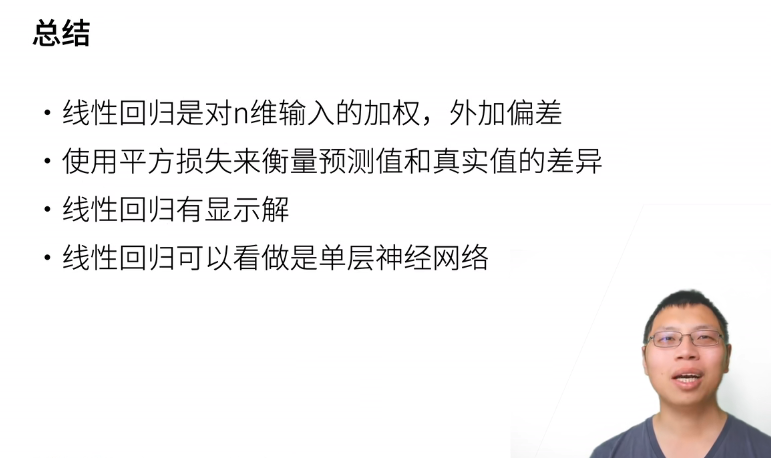 总结
• 线性回归是对n维输入的加权，外加偏差
• 使用平方损失来衡量预测值和真实值的差异
• 线性回归有显示解
• 线性回归可以看做是单层神经网络